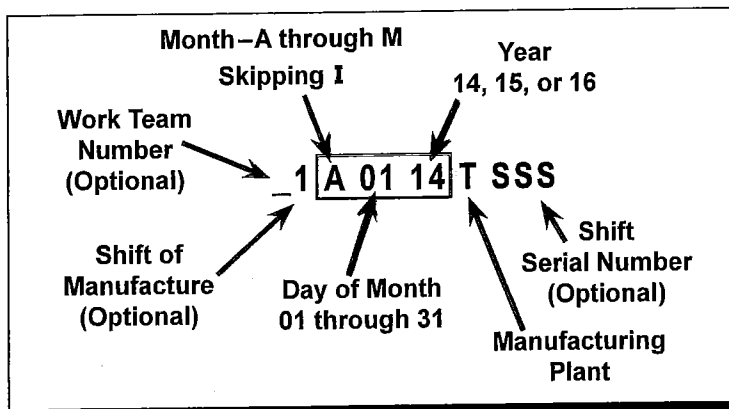 Month–A through M
Skipping I
Year
14, 15, or 16
Work Team
Number
(Optional)
_1 A 01 14 T SSS
Shift of
Manufacture
(Optional)
Day of Month
01 through 31
Shift
Serial Number
(Optional)
Manufacturing
Plant